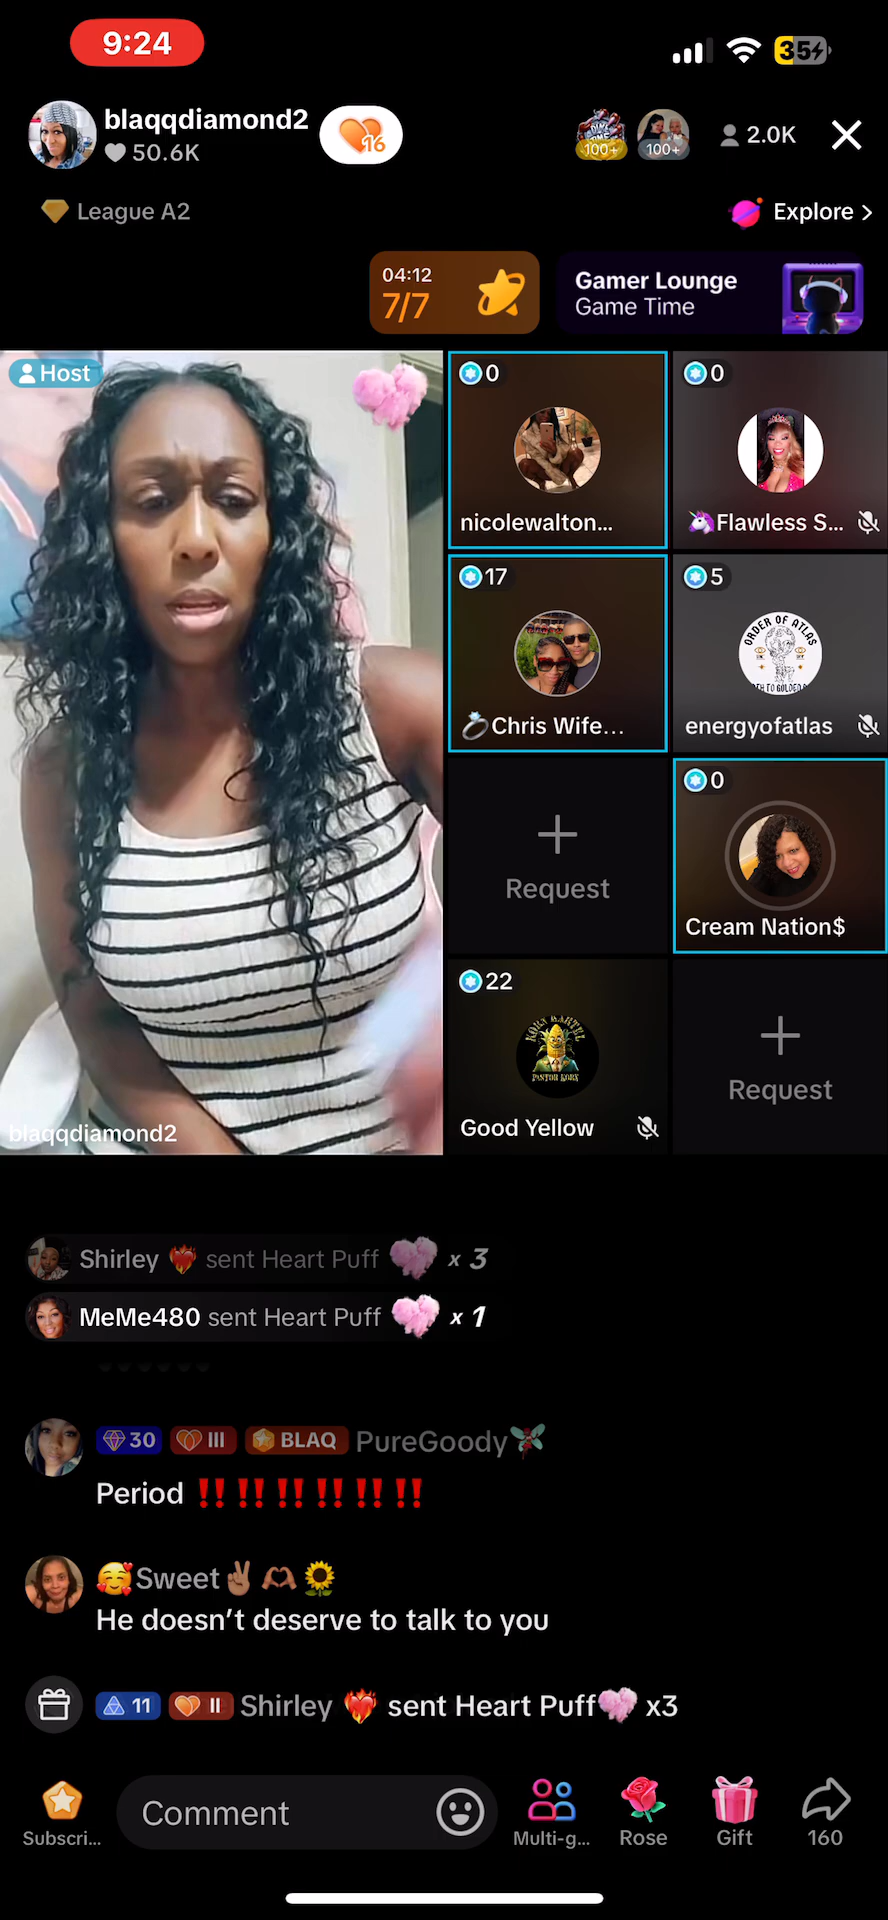 9:24
35
blaqqdiamond2
50.6K
16
100+
100+
2.0K
League A2
Explore >
04:12
7/7
Gamer Lounge
Game Time
Host
0
nicolewalton...
0
🦄Flawless S...
17
💍Chris Wife...
5
ORDER OF ATLAS
energyofatlas
Request
0
Cream Nation$
22
Good Yellow
Request
blaqqdiamond2
Shirley ❤️‍🔥 sent Heart Puff x 3
MeMe480 sent Heart Puff x 1
30 III BLAQ PureGoody
Period ‼️‼️‼️‼️‼️‼️
🥰Sweet✌🏽🫶🏽🌻
He doesn't deserve to talk to you
11 II Shirley ❤️‍🔥 sent Heart Puff x3
Subscri...
Comment
Multi-g...
Rose
Gift
160